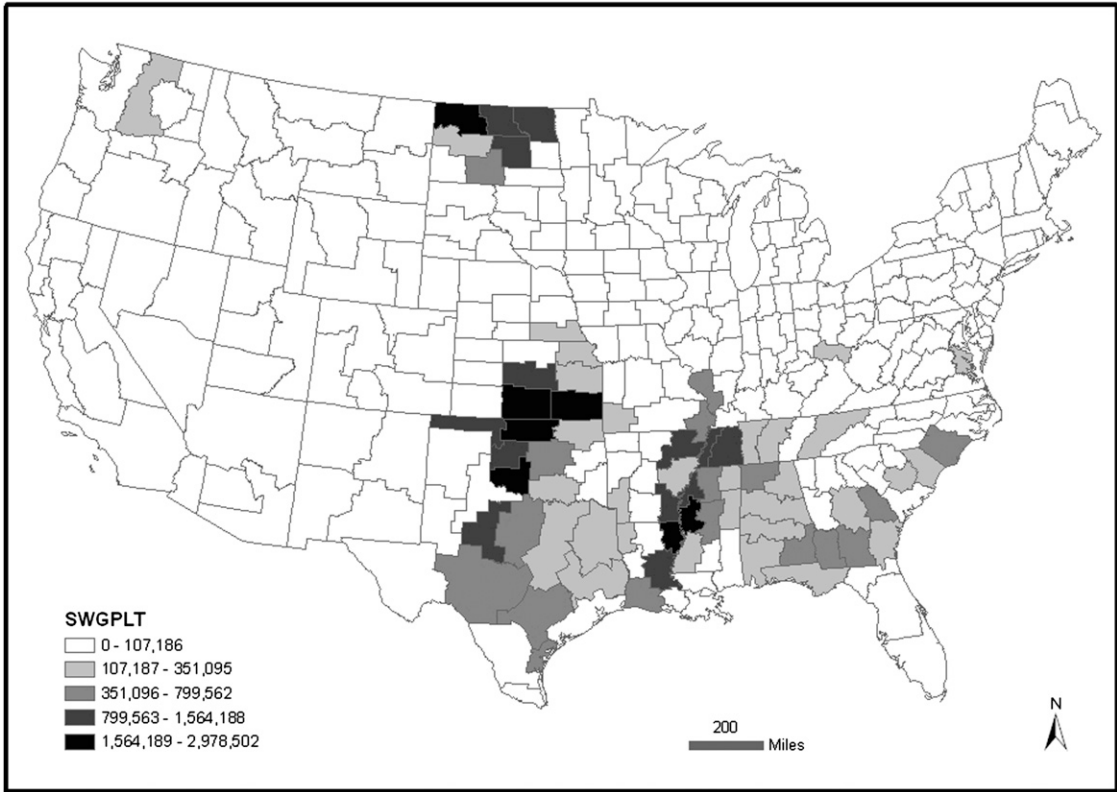 SWGPLT
0 - 107,186
107,187 - 351,095
351,096 - 799,562
799,563 - 1,564,188
1,564,189 - 2,978,502
200
Miles
N